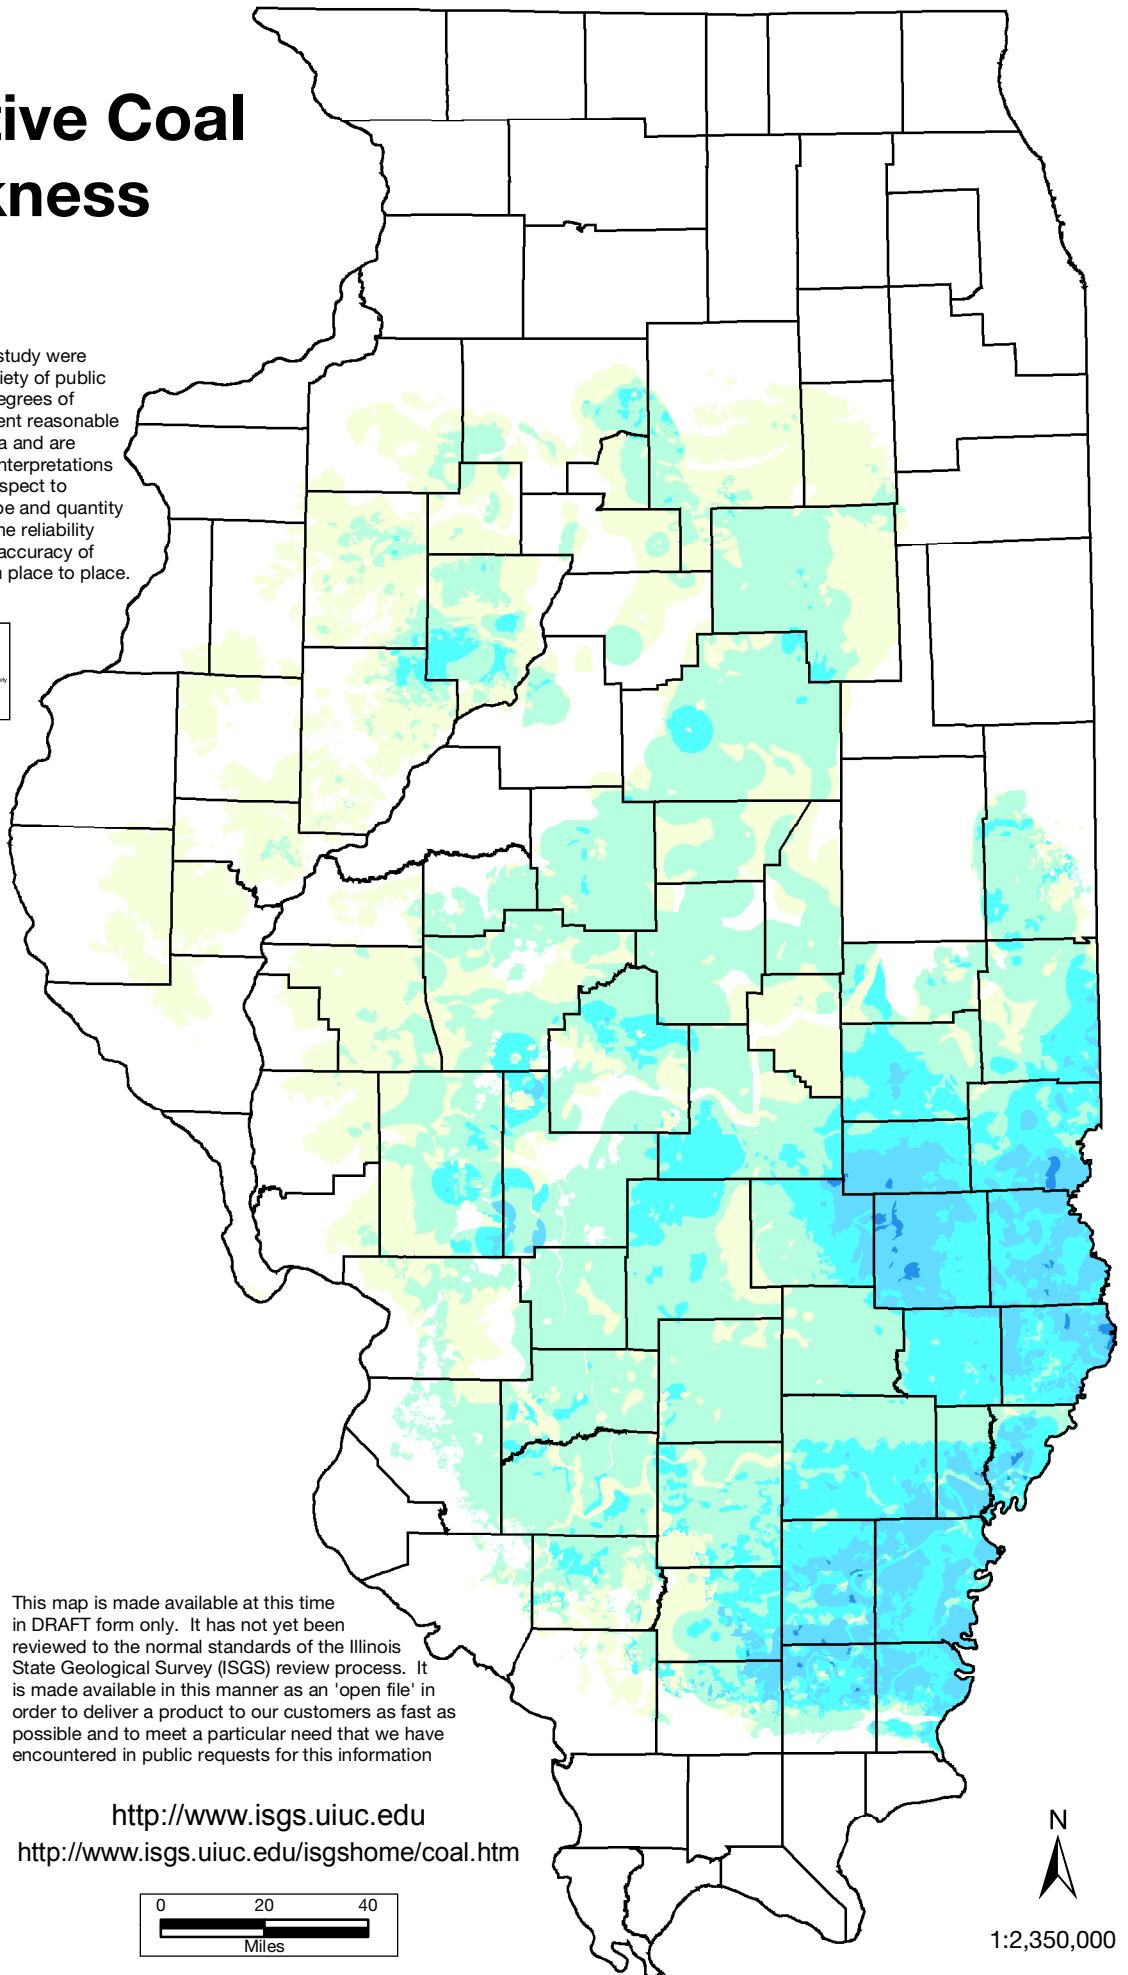 tive Coal
kness
study were
iety of public
egrees of
ent reasonable
a and are
nterpretations
spect to
pe and quantity
he reliability
accuracy of
n place to place.
ely
This map is made available at this time
in DRAFT form only. It has not yet been
reviewed to the normal standards of the Illinois
State Geological Survey (ISGS) review process. It
is made available in this manner as an 'open file' in
order to deliver a product to our customers as fast as
possible and to meet a particular need that we have
encountered in public requests for this information
http://www.isgs.uiuc.edu
http://www.isgs.uiuc.edu/isgshome/coal.htm
0 20 40
Miles
N
1:2,350,000